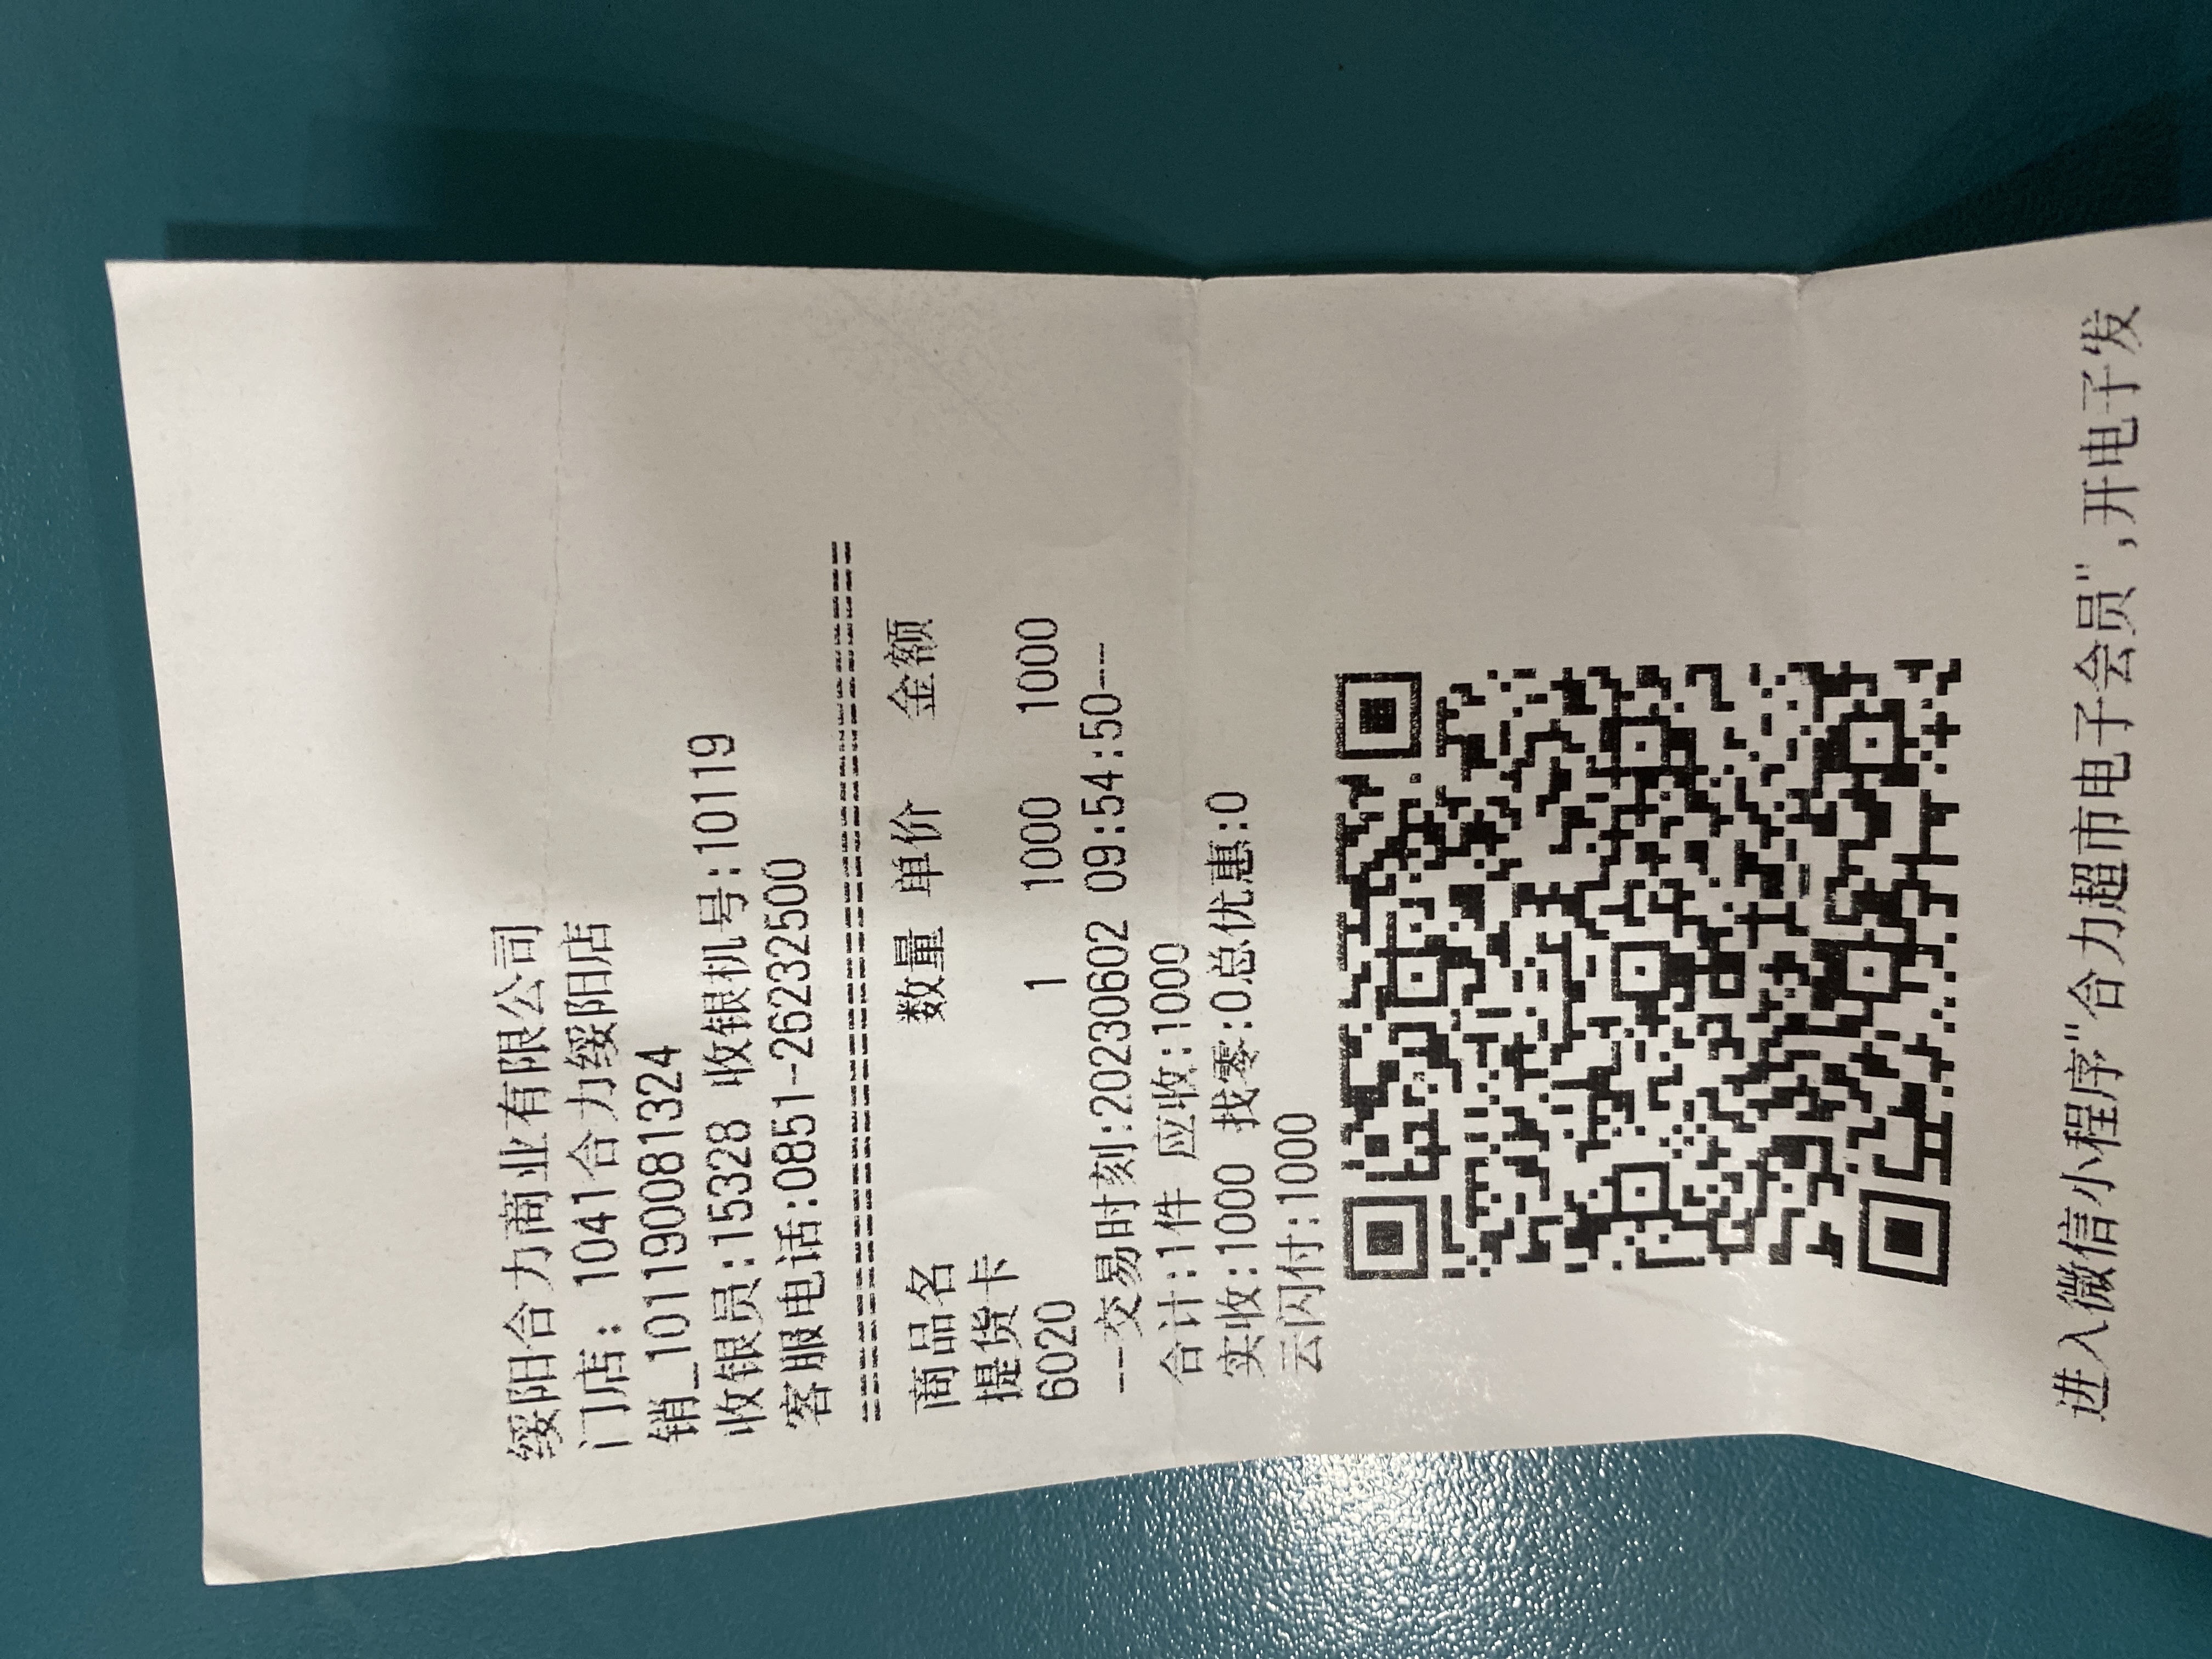 绥阳合力商业有限公司
门店: 1041合力绥阳店
销_1011190081324
收银员:15328 收银机号:10119
客服电话:0851-26232500
================================
商品名 数量 单价 金额
提货卡
6020 1 1000 1000
---交易时刻:20230602 09:54:50---
合计:1件 应收:1000
实收:1000 找零:0总优惠:0
云闪付:1000
进入微信小程序"合力超市电子会员",开电子发